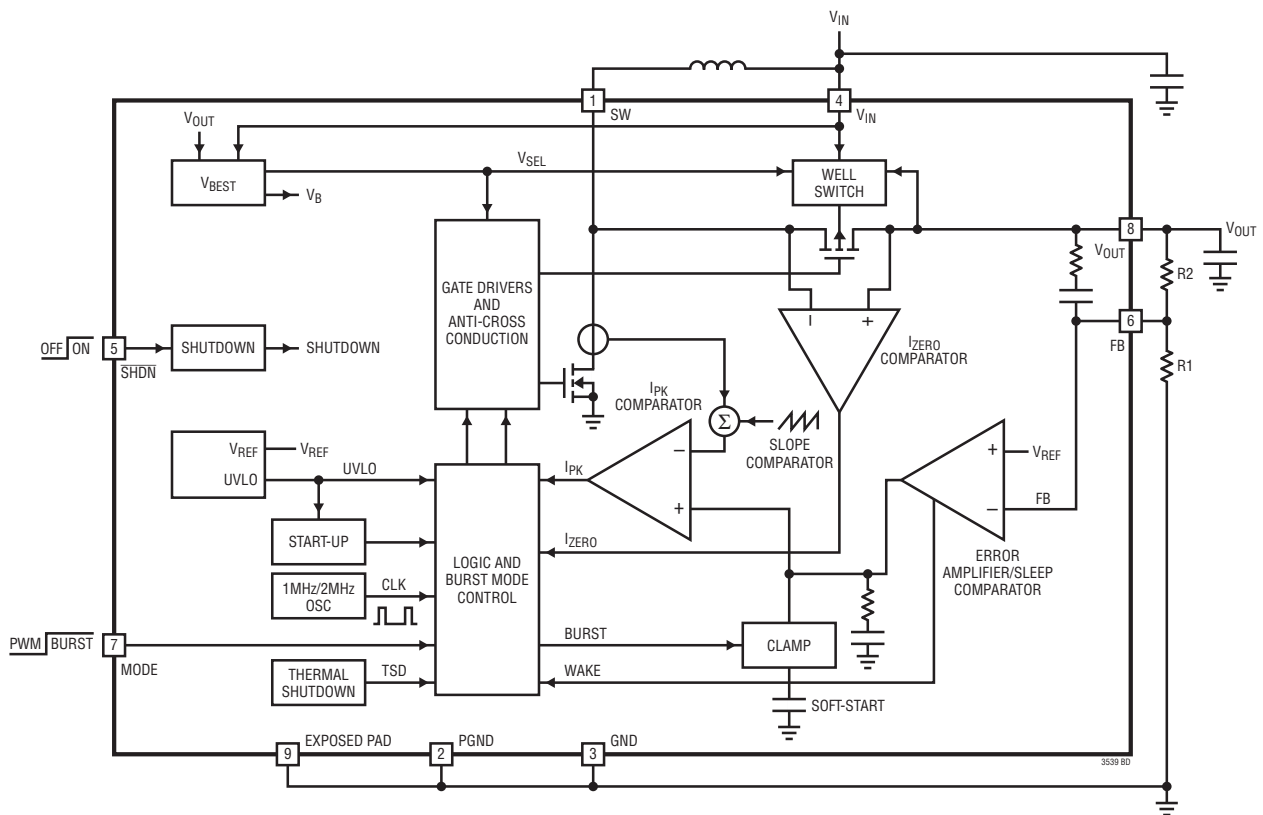 VIN
1
SW
4
VIN
VOUT
VBEST
VB
VSEL
WELL
SWITCH
8
VOUT
VOUT
R2
6
FB
R1
GATE DRIVERS
AND
ANTI-CROSS
CONDUCTION
– +
IZERO
COMPARATOR
OFF ON
5
SHDN
SHUTDOWN
SHUTDOWN
IPK
COMPARATOR
Σ
SLOPE
COMPARATOR
VREF
VREF
UVLO
UVLO
START-UP
1MHz/2MHz
OSC
CLK
LOGIC AND
BURST MODE
CONTROL
IPK
–
+
IZERO
+
VREF
FB
–
ERROR
AMPLIFIER/SLEEP
COMPARATOR
PWM BURST
7
MODE
THERMAL
SHUTDOWN
TSD
BURST
CLAMP
WAKE
SOFT-START
9
EXPOSED PAD
2
PGND
3
GND
3539 BD